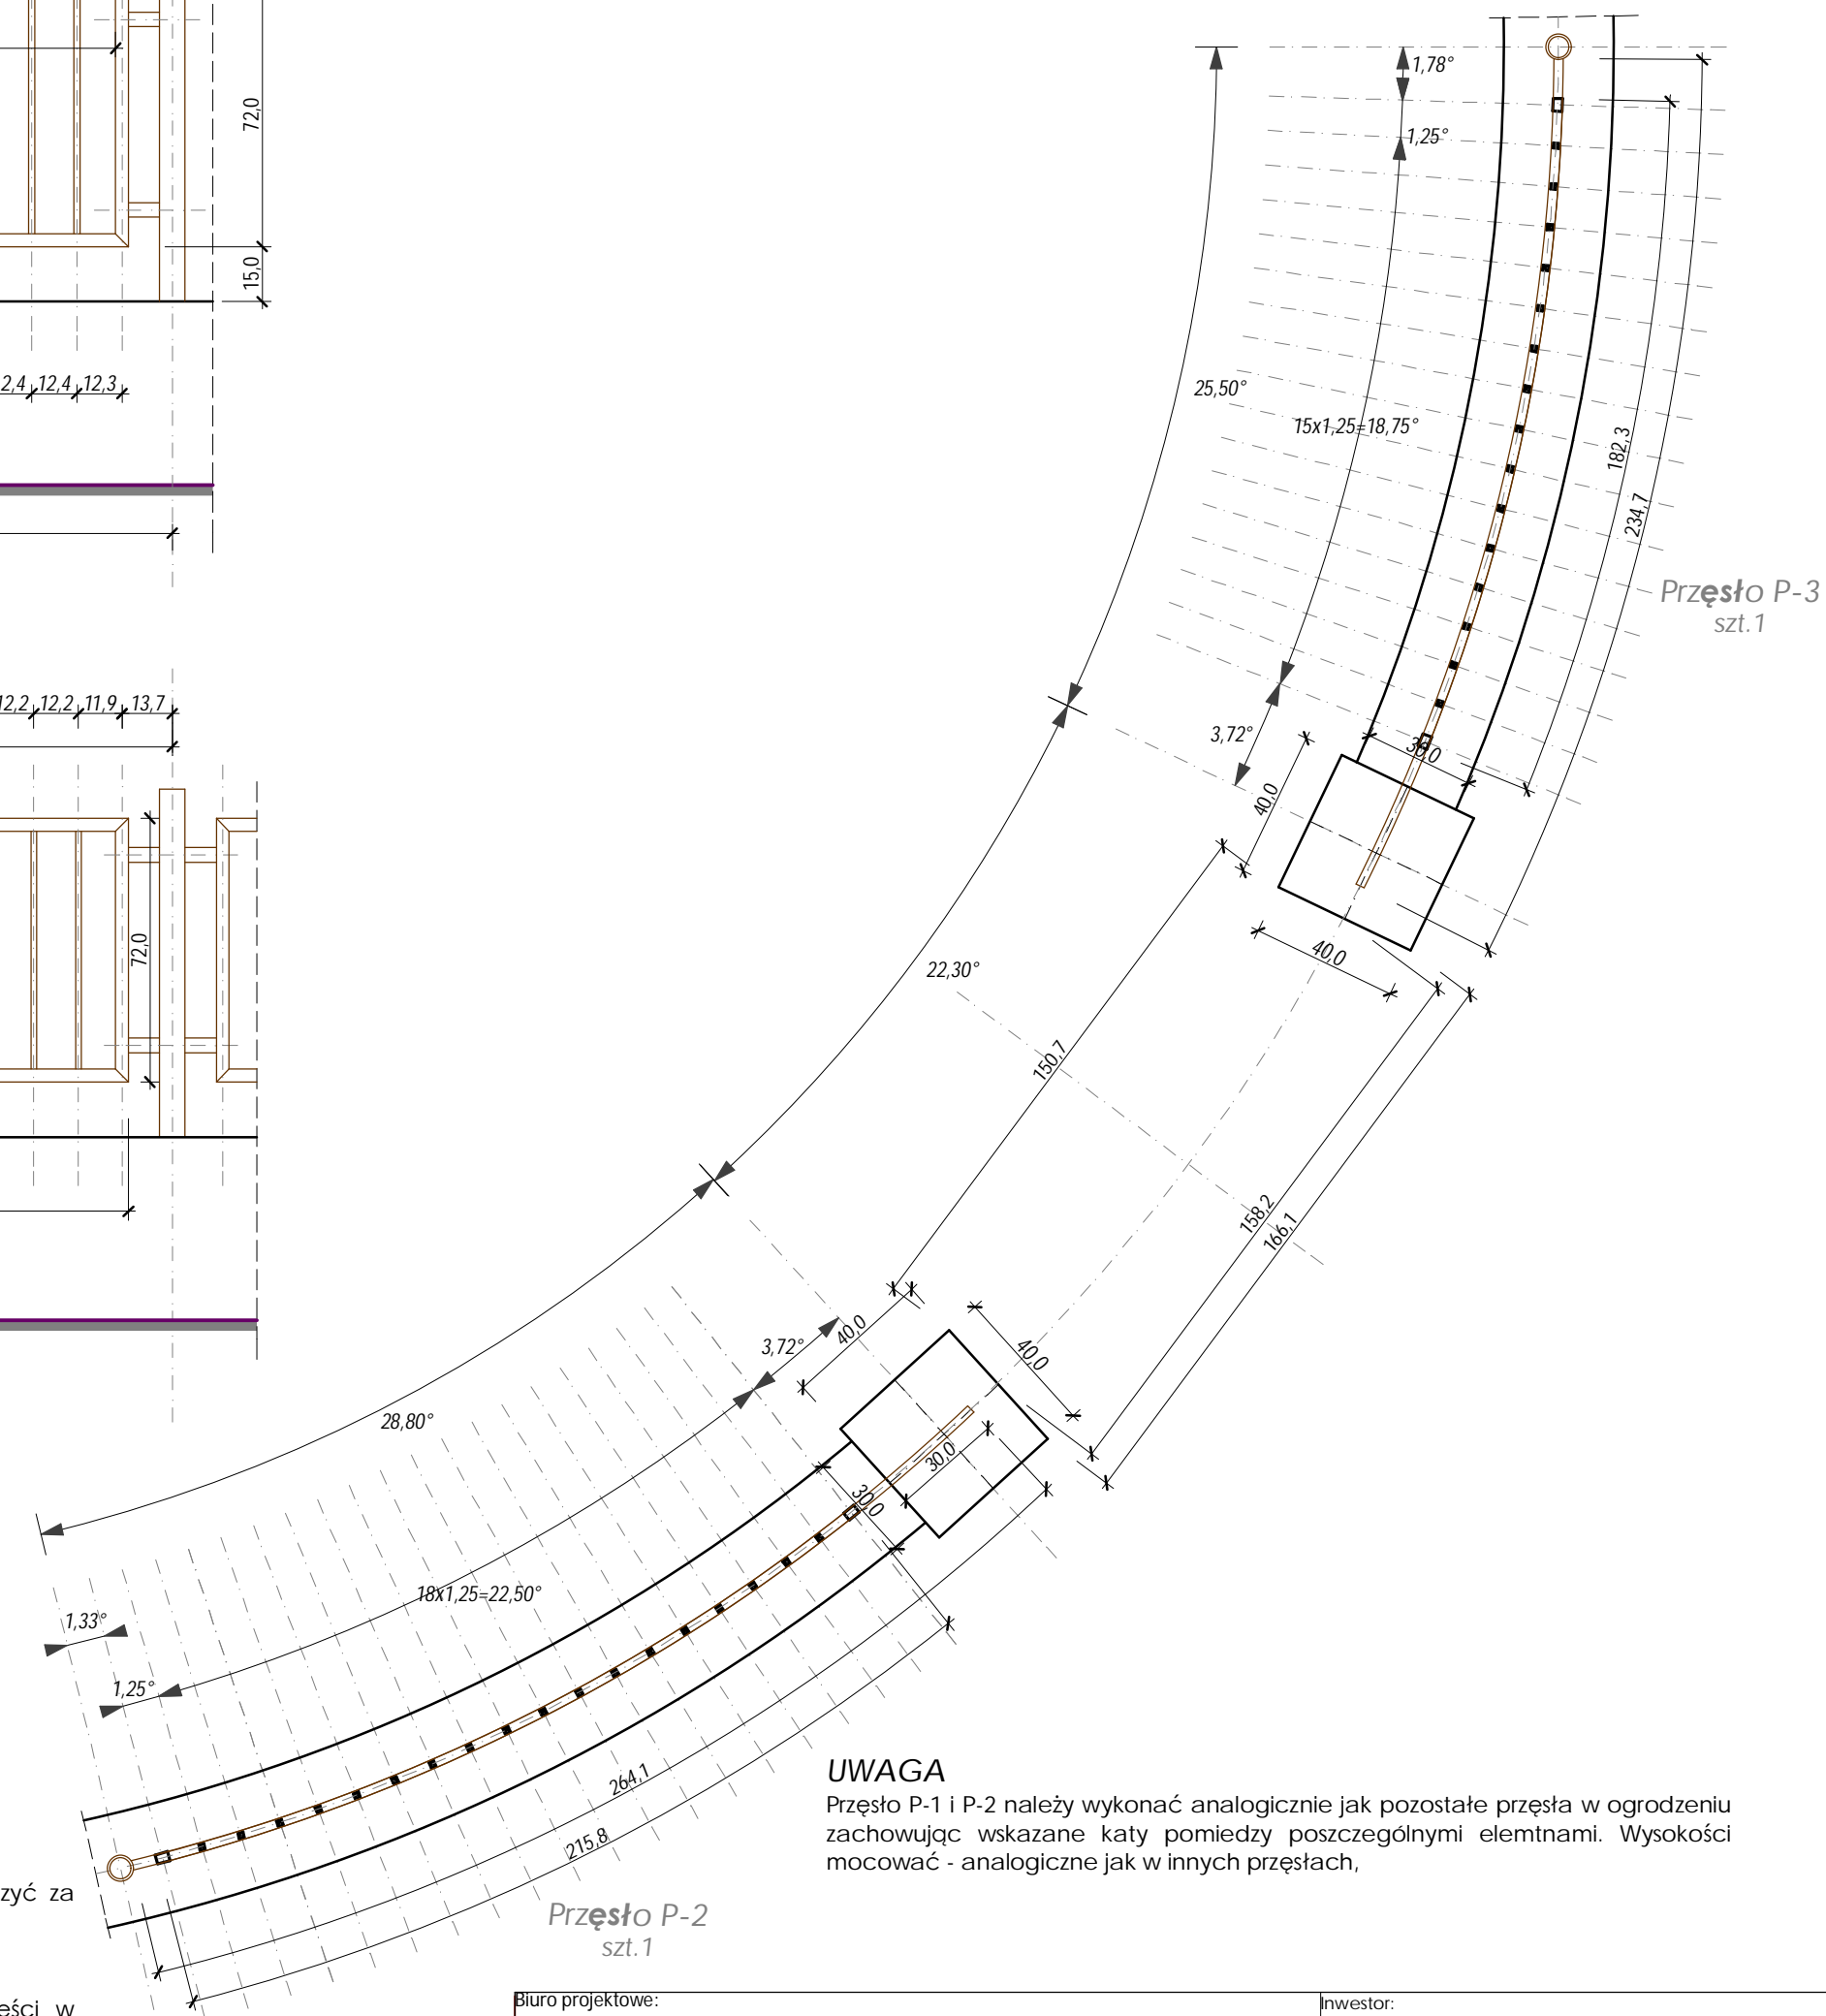 72,0
15,0
12,4 12,3
12,2 11,9 13,7
72,0
1,78°
1,25°
25,50°
15x1,25=18,75°
182,3
234,7
Przęsło P-3
szt.1
3,72°
30,0
40,0
40,0
22,30°
150,7
158,2
166,1
3,72°
40,0
40,0
30,0
30,0
28,80°
18x1,25=22,50°
1,33°
1,25°
264,1
215,8
Przęsło P-2
szt.1
UWAGA
Przęsło P-1 i P-2 należy wykonać analogicznie jak pozostałe przęsła w ogrodzeniu
zachowując wskazane katy pomiedzy poszczególnymi elemtnami. Wysokości
mocować - analogiczne jak w innych przęsłach,
za
w
Biuro projektowe:
Inwestor: